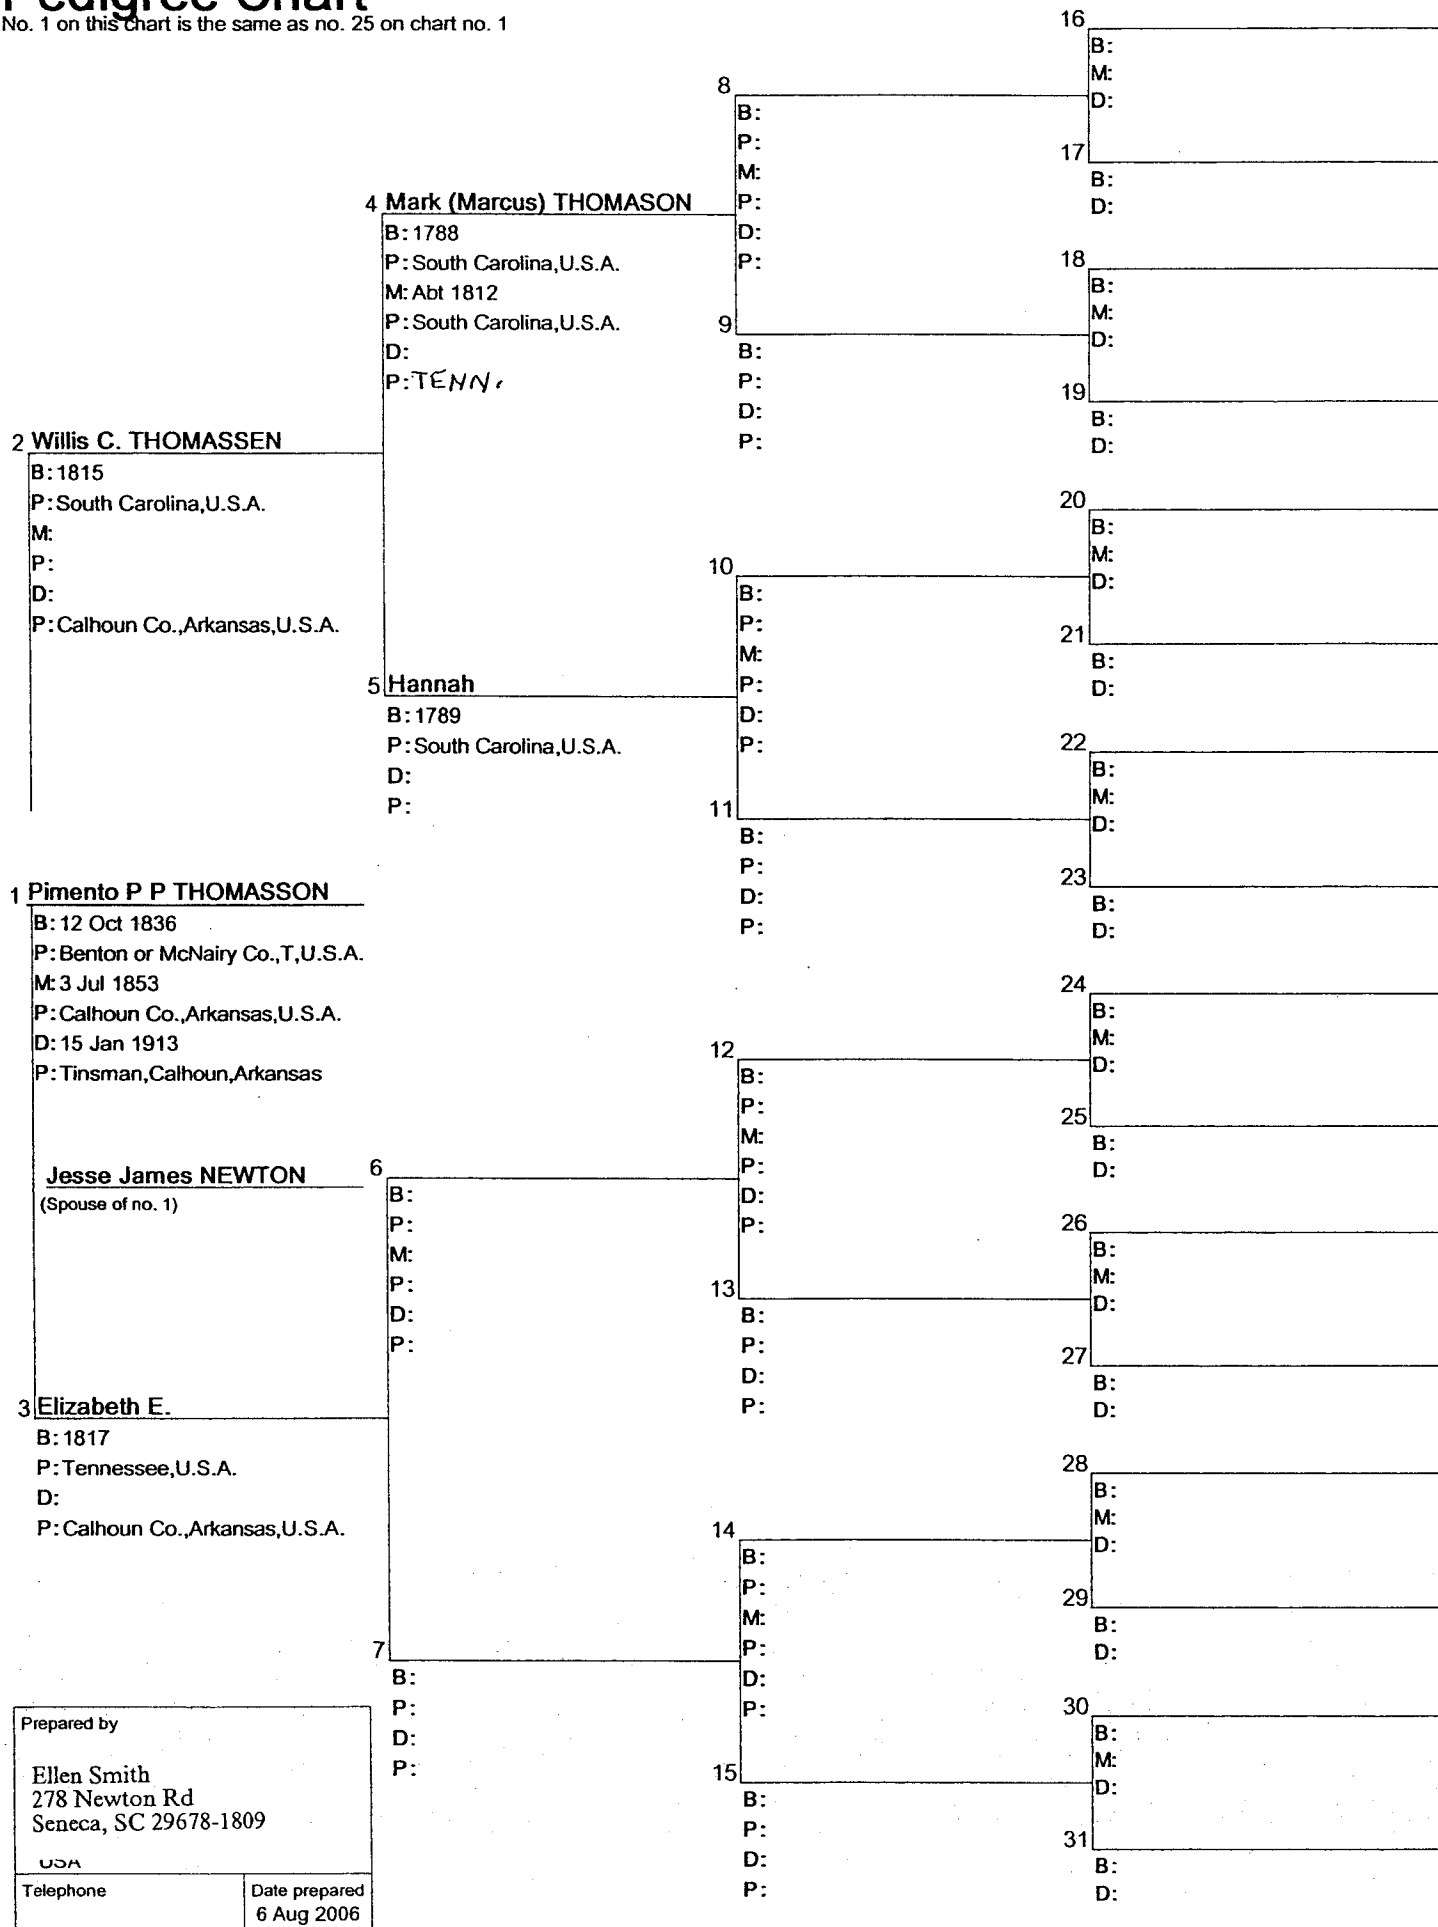 Pedigree Chart
No. 1 on this chart is the same as no. 25 on chart no. 1
2 Willis C. THOMASSEN
B: 1815
P: South Carolina,U.S.A.
M:
P:
D:
P: Calhoun Co.,Arkansas,U.S.A.
1 Pimento P P THOMASSON
B: 12 Oct 1836
P: Benton or McNairy Co.,T,U.S.A.
M: 3 Jul 1853
P: Calhoun Co.,Arkansas,U.S.A.
D: 15 Jan 1913
P: Tinsman,Calhoun,Arkansas
Jesse James NEWTON
(Spouse of no. 1)
3 Elizabeth E.
B: 1817
P: Tennessee,U.S.A.
D:
P: Calhoun Co.,Arkansas,U.S.A.
Prepared by
Ellen Smith
278 Newton Rd
Seneca, SC 29678-1809
USA
Telephone
Date prepared
6 Aug 2006
4 Mark (Marcus) THOMASON
B: 1788
P: South Carolina,U.S.A.
M: Abt 1812
P: South Carolina,U.S.A.
D:
P: TENN.
5 Hannah
B: 1789
P: South Carolina,U.S.A.
D:
P:
6
B:
P:
M:
P:
D:
P:
7
B:
P:
D:
P:
8
B:
P:
M:
P:
D:
P:
9
B:
P:
D:
P:
10
B:
P:
M:
P:
D:
P:
11
B:
P:
D:
P:
12
B:
P:
M:
P:
D:
P:
13
B:
P:
D:
P:
14
B:
P:
M:
P:
D:
P:
15
B:
P:
D:
P:
16
B:
M:
D:
17
B:
D:
18
B:
M:
D:
19
B:
D:
20
B:
M:
D:
21
B:
D:
22
B:
M:
D:
23
B:
D:
24
B:
M:
D:
25
B:
D:
26
B:
M:
D:
27
B:
D:
28
B:
M:
D:
29
B:
D:
30
B:
M:
D:
31
B:
D: